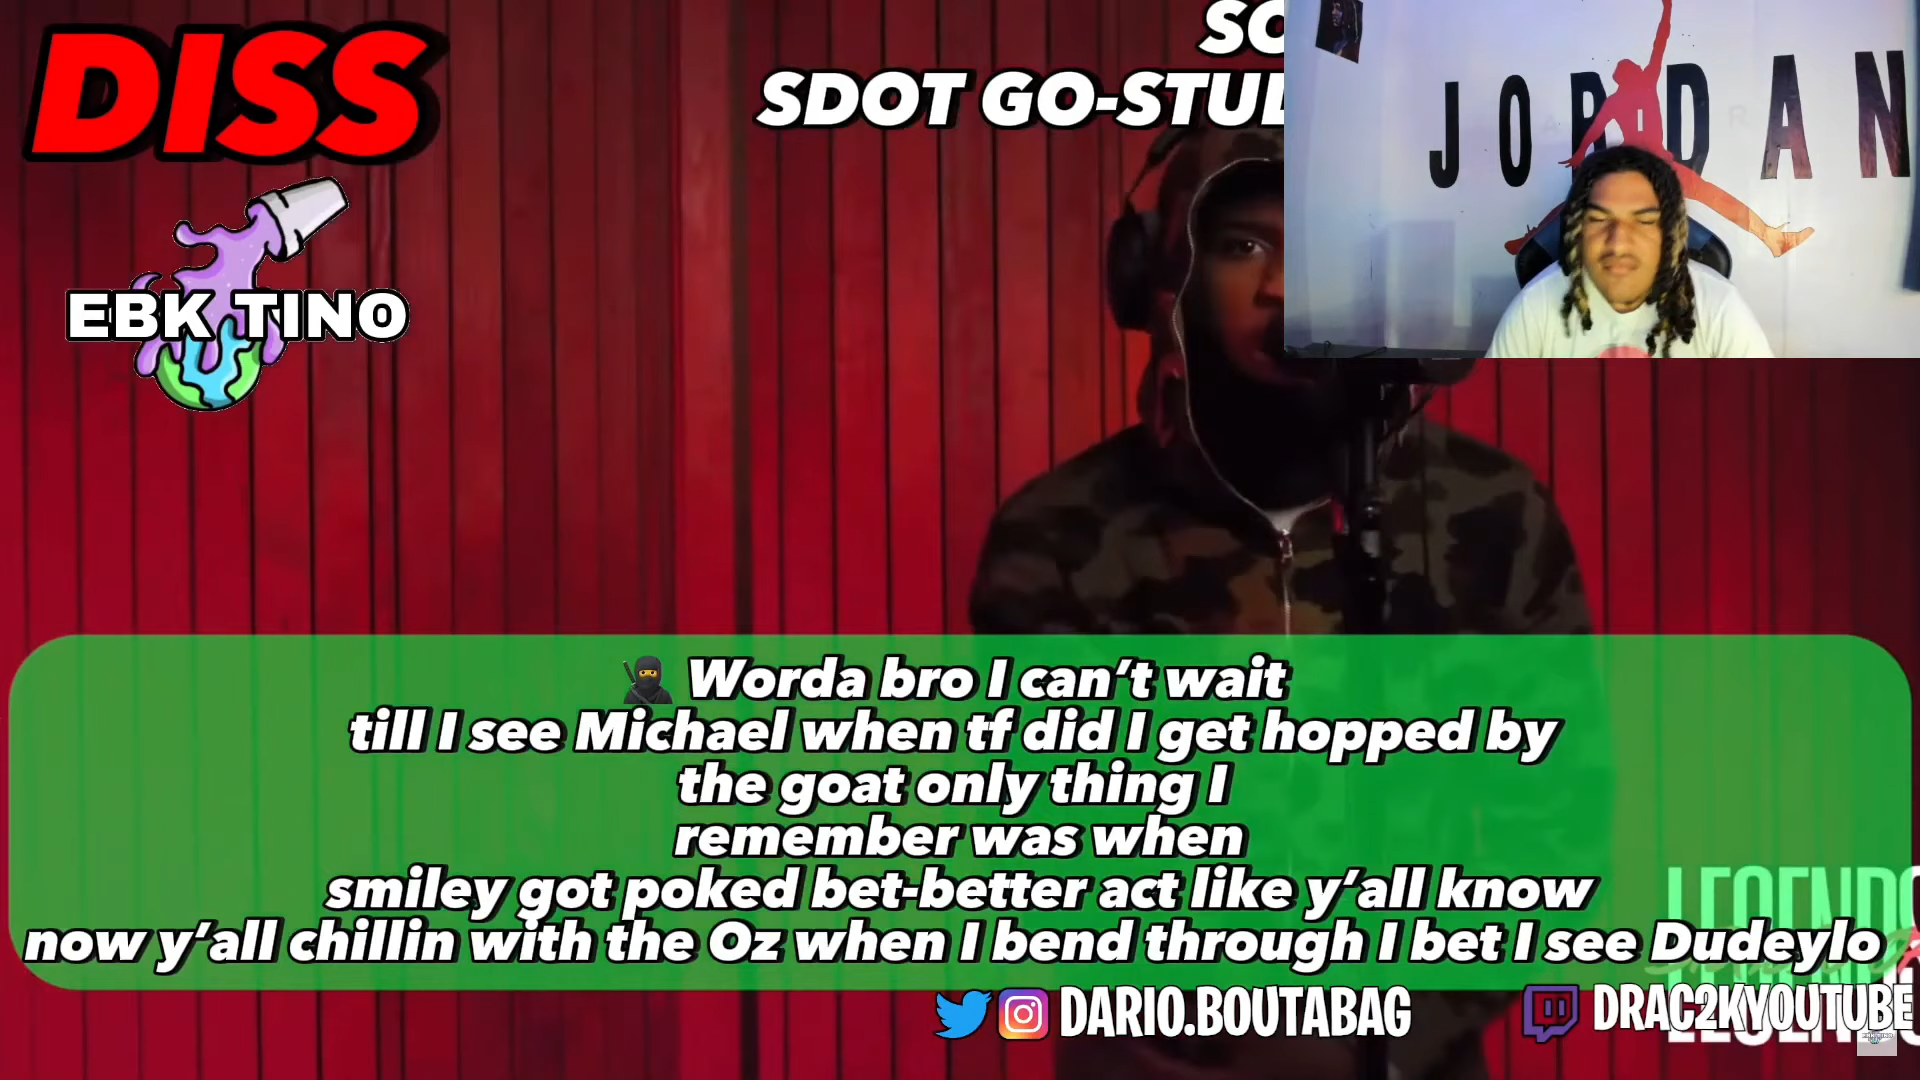 DISS
SO
SDOT GO-STU
JORDAN
EBK TINO
Worda bro I can't wait
till I see Michael when tf did I get hopped by
the goat only thing I
remember was when
smiley got poked bet-better act like y'all know
now y'all chillin with the Oz when I bend through I bet I see Dudeylo
LEGENDS
DARIO.BOUTABAG
DRAC2KYOUTUBE